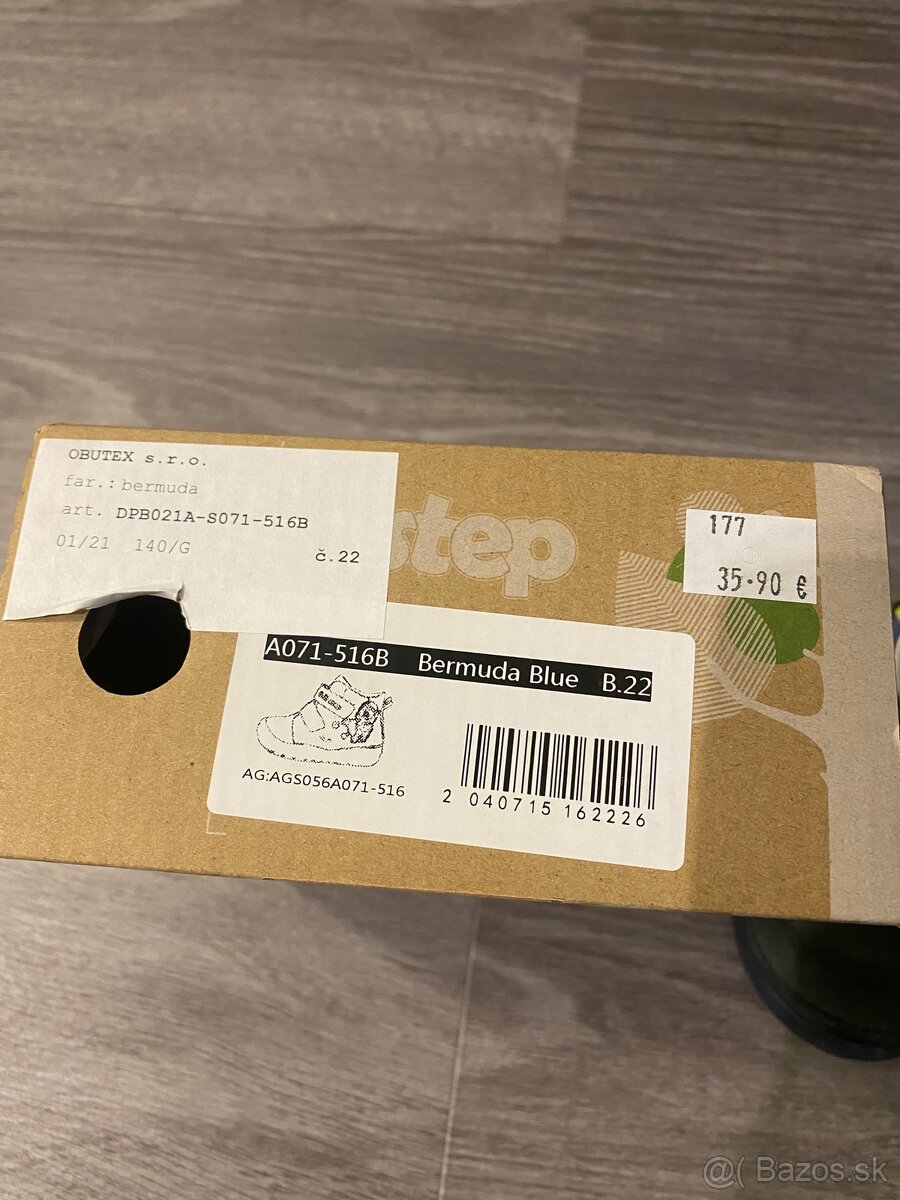 OBUTEX s.r.o.
far.: bermuda
art. DPB021A-S071-516B
01/21 140/G č.22
step
177
35·90 €
A071-516B Bermuda Blue B.22
AG:AGS056A071-516
2 040715 162226
@( Bazos.sk